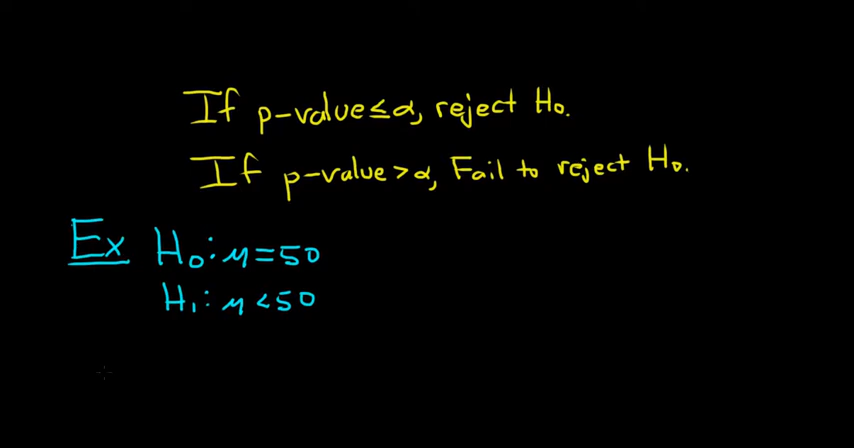 If p-value ≤ α, reject H₀.
If p-value > α, Fail to reject H₀.
Ex H₀: μ = 50
H₁: μ < 50